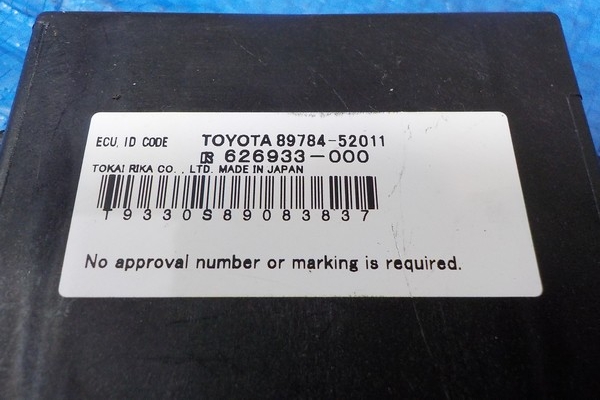 ECU, ID CODE TOYOTA 89784-52011
R 626933-000
TOKAI RIKA CO., LTD. MADE IN JAPAN
T9330S89083837
No approval number or marking is required.